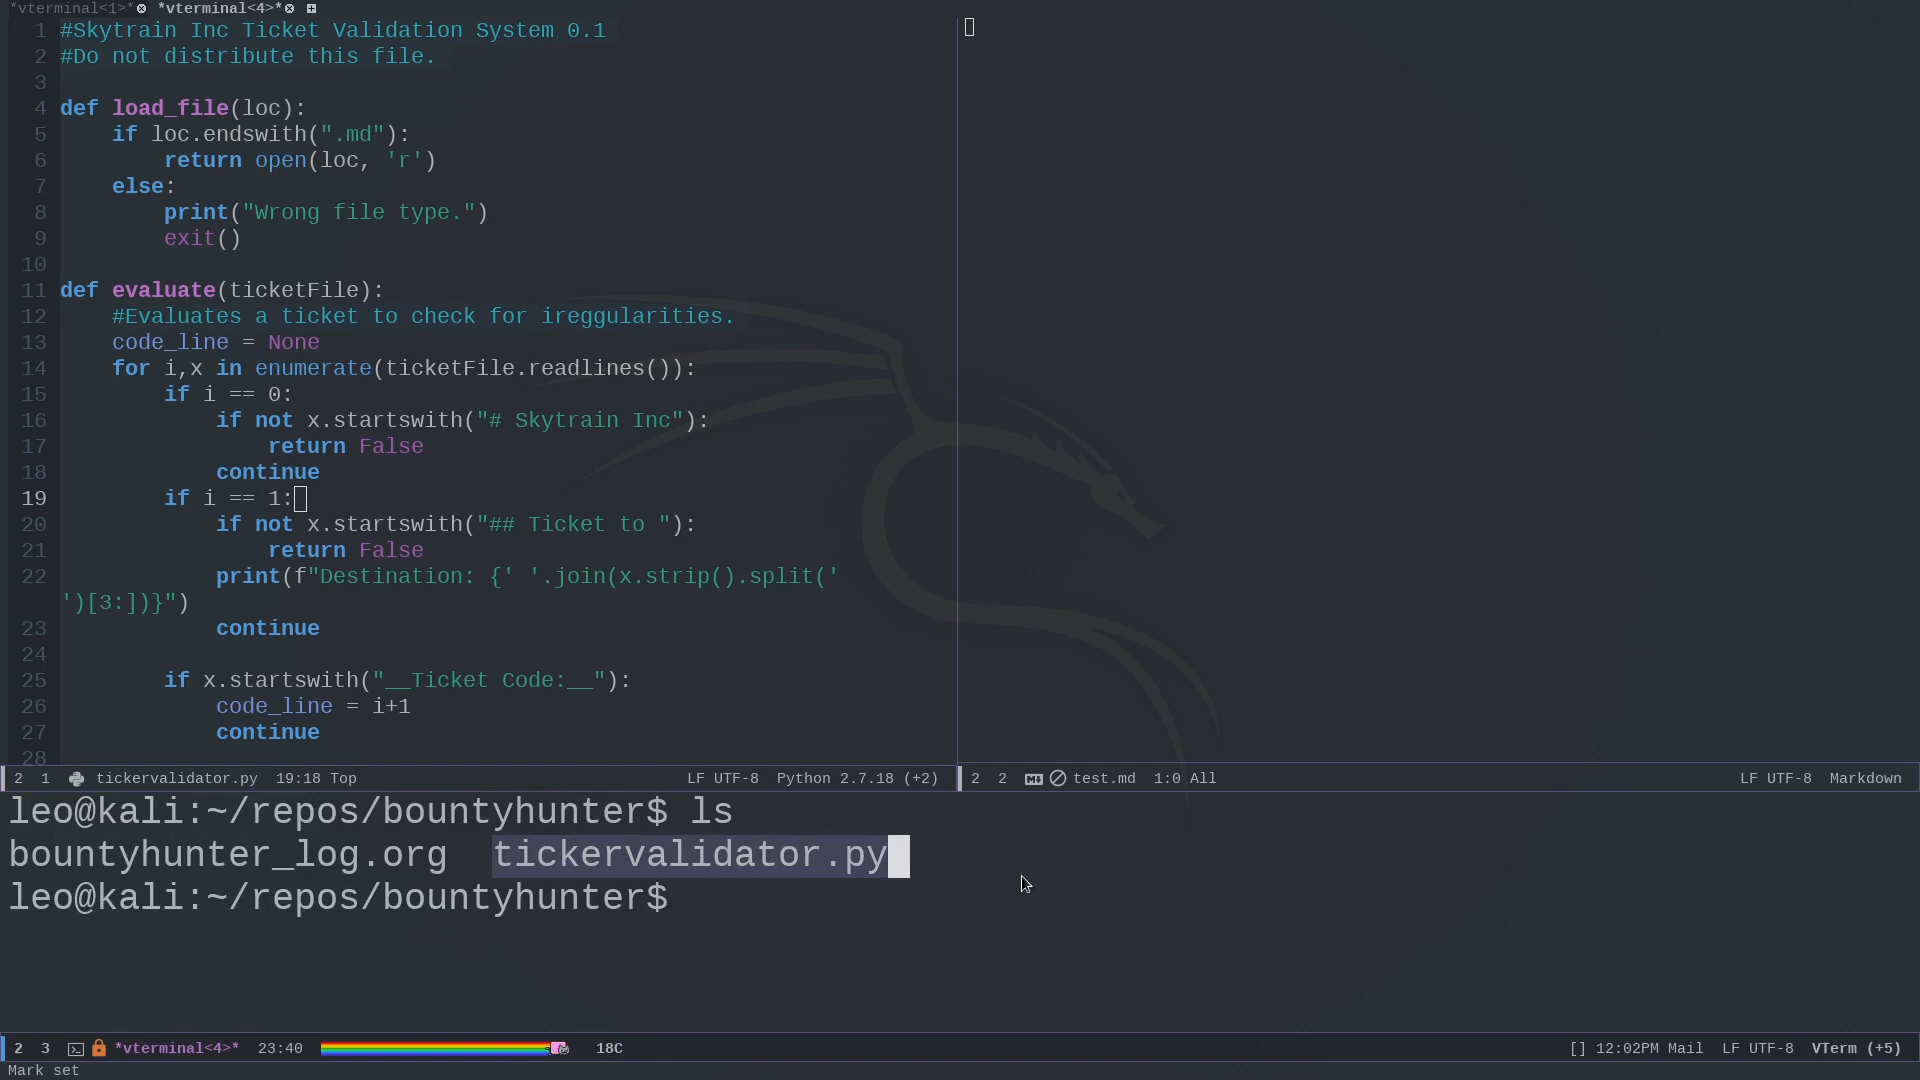 *vterminal<1>* *vterminal<4>*
1 #Skytrain Inc Ticket Validation System 0.1
2 #Do not distribute this file.
3
4 def load_file(loc):
5     if loc.endswith(".md"):
6         return open(loc, 'r')
7     else:
8         print("Wrong file type.")
9         exit()
10
11 def evaluate(ticketFile):
12     #Evaluates a ticket to check for ireggularities.
13     code_line = None
14     for i,x in enumerate(ticketFile.readlines()):
15         if i == 0:
16             if not x.startswith("# Skytrain Inc"):
17                 return False
18             continue
19         if i == 1:
20             if not x.startswith("## Ticket to "):
21                 return False
22             print(f"Destination: {' '.join(x.strip().split('
')[3:])}")
23             continue
24
25         if x.startswith("__Ticket Code:__"):
26             code_line = i+1
27             continue
28
2 1 tickervalidator.py 19:18 Top LF UTF-8 Python 2.7.18 (+2)
2 2 test.md 1:0 All LF UTF-8 Markdown
leo@kali:~/repos/bountyhunter$ ls
bountyhunter_log.org  tickervalidator.py
leo@kali:~/repos/bountyhunter$
2 3 *vterminal<4>* 23:40 18C [] 12:02PM Mail LF UTF-8 VTerm (+5)
Mark set